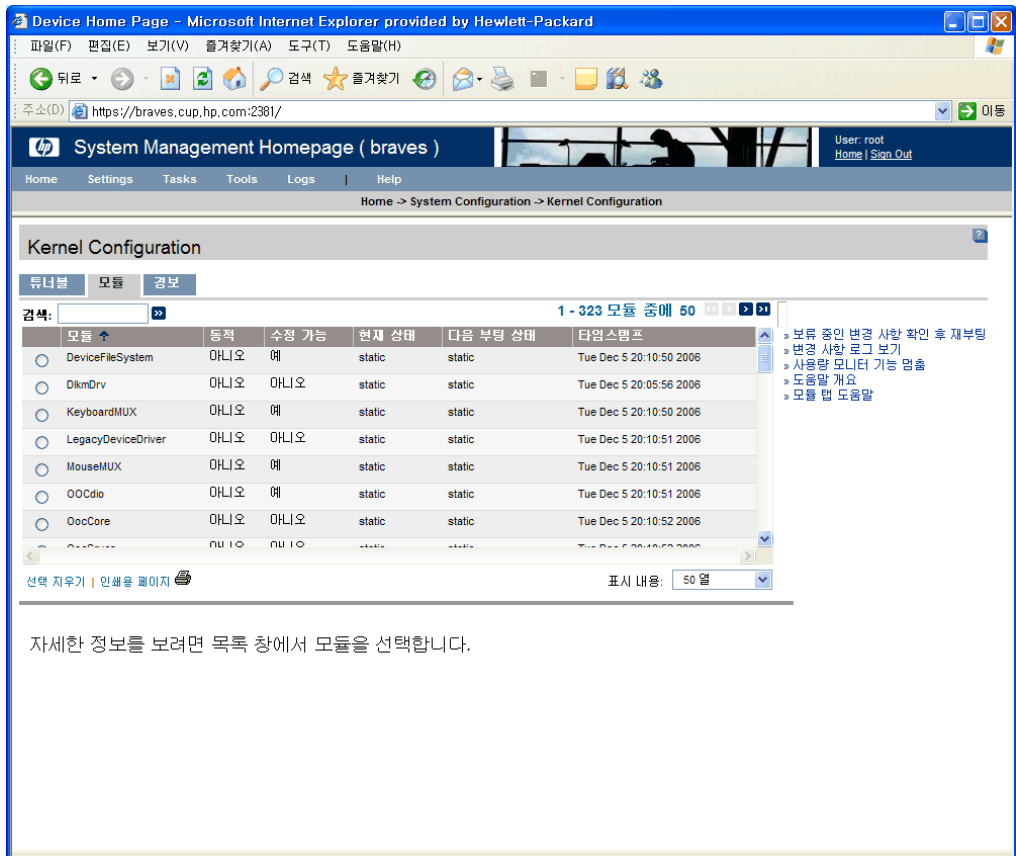 Device Home Page - Microsoft Internet Explorer provided by Hewlett-Packard
파일(F) 편집(E) 보기(V) 즐겨찾기(A) 도구(T) 도움말(H)
뒤로 검색 즐겨찾기
주소(D) https://braves.cup.hp.com:2381/ 이동
hp System Management Homepage ( braves )
User: root
Home | Sign Out
Home Settings Tasks Tools Logs | Help
Home -> System Configuration -> Kernel Configuration
Kernel Configuration ?
튜너블 모듈 경보
검색: 1 - 323 모듈 중에 50
모듈 동적 수정 가능 현재 상태 다음 부팅 상태 타임스탬프
DeviceFileSystem 아니오 예 static static Tue Dec 5 20:10:50 2006
DlkmDrv 아니오 아니오 static static Tue Dec 5 20:05:56 2006
KeyboardMUX 아니오 예 static static Tue Dec 5 20:10:50 2006
LegacyDeviceDriver 아니오 아니오 static static Tue Dec 5 20:10:51 2006
MouseMUX 아니오 예 static static Tue Dec 5 20:10:51 2006
OOCdio 아니오 예 static static Tue Dec 5 20:10:51 2006
OocCore 아니오 아니오 static static Tue Dec 5 20:10:52 2006
» 보류 중인 변경 사항 확인 후 재부팅
» 변경 사항 로그 보기
» 사용량 모니터 기능 멈춤
» 도움말 개요
» 모듈 탭 도움말
선택 지우기 | 인쇄용 페이지 표시 내용: 50 열
자세한 정보를 보려면 목록 창에서 모듈을 선택합니다.